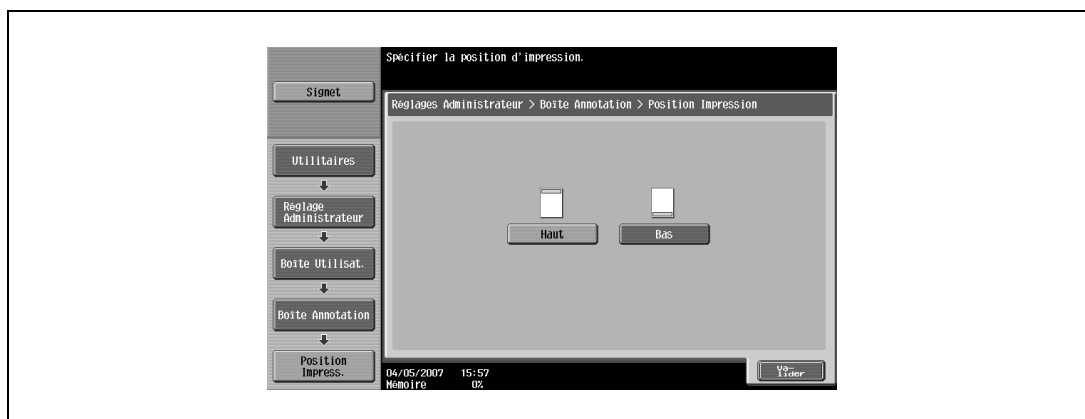 Spécifier la position d'impression.
Signet
Réglages Administrateur > Boîte Annotation > Position Impression
Utilitaires
Réglage
Administrateur
Boîte Utilisat.
Boîte Annotation
Position
Impress.
Haut
Bas
04/05/2007 15:57
Mémoire 0%
Va-
lider